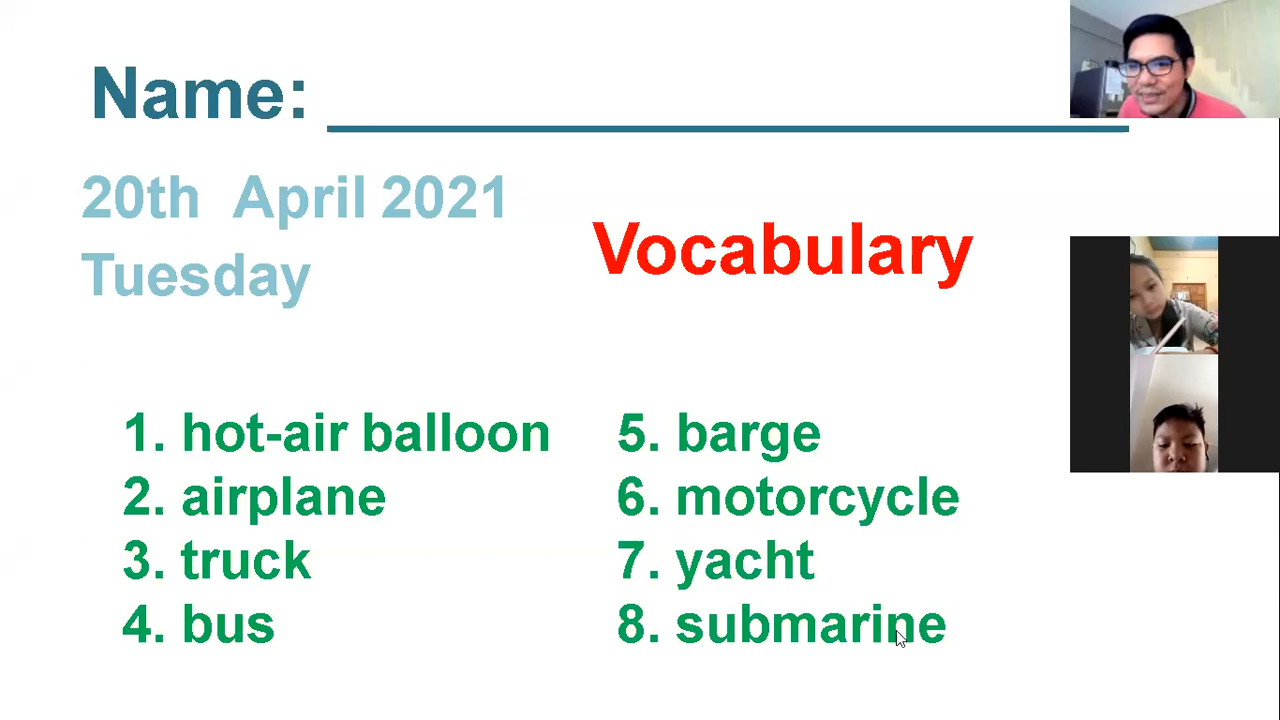 Name:
20th April 2021
Tuesday
Vocabulary
1. hot-air balloon
2. airplane
3. truck
4. bus
5. barge
6. motorcycle
7. yacht
8. submarine